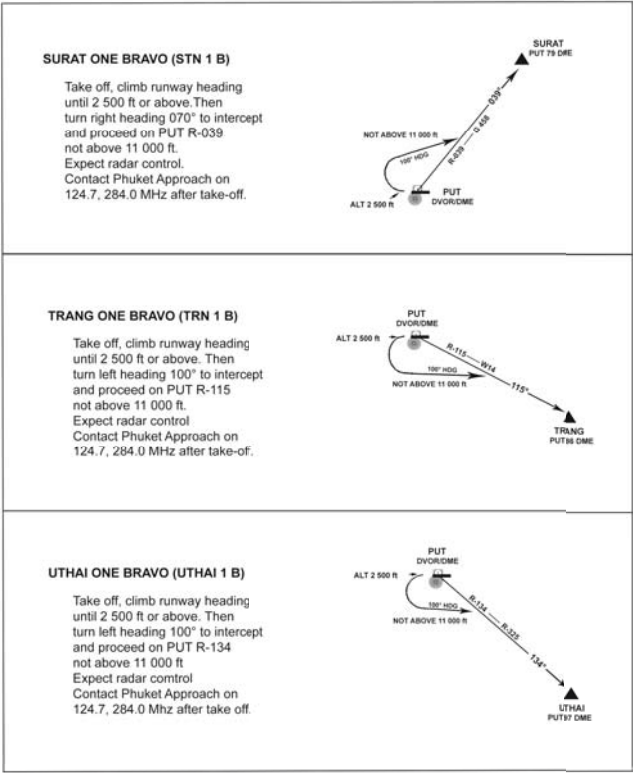 SURAT ONE BRAVO (STN 1 B)
Take off, climb runway heading
until 2 500 ft or above.Then
turn right heading 070° to intercept
and proceed on PUT R-039
not above 11 000 ft.
Expect radar control.
Contact Phuket Approach on
124.7, 284.0 MHz after take-off.
SURAT
PUT 79 DME
039°
NOT ABOVE 11 000 ft
R-039 G 458
100° HDG
PUT
DVOR/DME
ALT 2 500 ft
TRANG ONE BRAVO (TRN 1 B)
Take off, climb runway heading
until 2 500 ft or above. Then
turn left heading 100° to intercept
and proceed on PUT R-115
not above 11 000 ft.
Expect radar control
Contact Phuket Approach on
124.7, 284.0 MHz after take-off.
PUT
DVOR/DME
ALT 2 500 ft
R-115 W14 115°
100° HDG
NOT ABOVE 11 000 ft
TRANG
PUT86 DME
UTHAI ONE BRAVO (UTHAI 1 B)
Take off, climb runway heading
until 2 500 ft or above. Then
turn left heading 100° to intercept
and proceed on PUT R-134
not above 11 000 ft
Expect radar comtrol
Contact Phuket Approach on
124.7, 284.0 Mhz after take off.
PUT
DVOR/DME
ALT 2 500 ft
100° HDG
NOT ABOVE 11 000 ft
R-134 R-325 134°
UTHAI
PUT97 DME